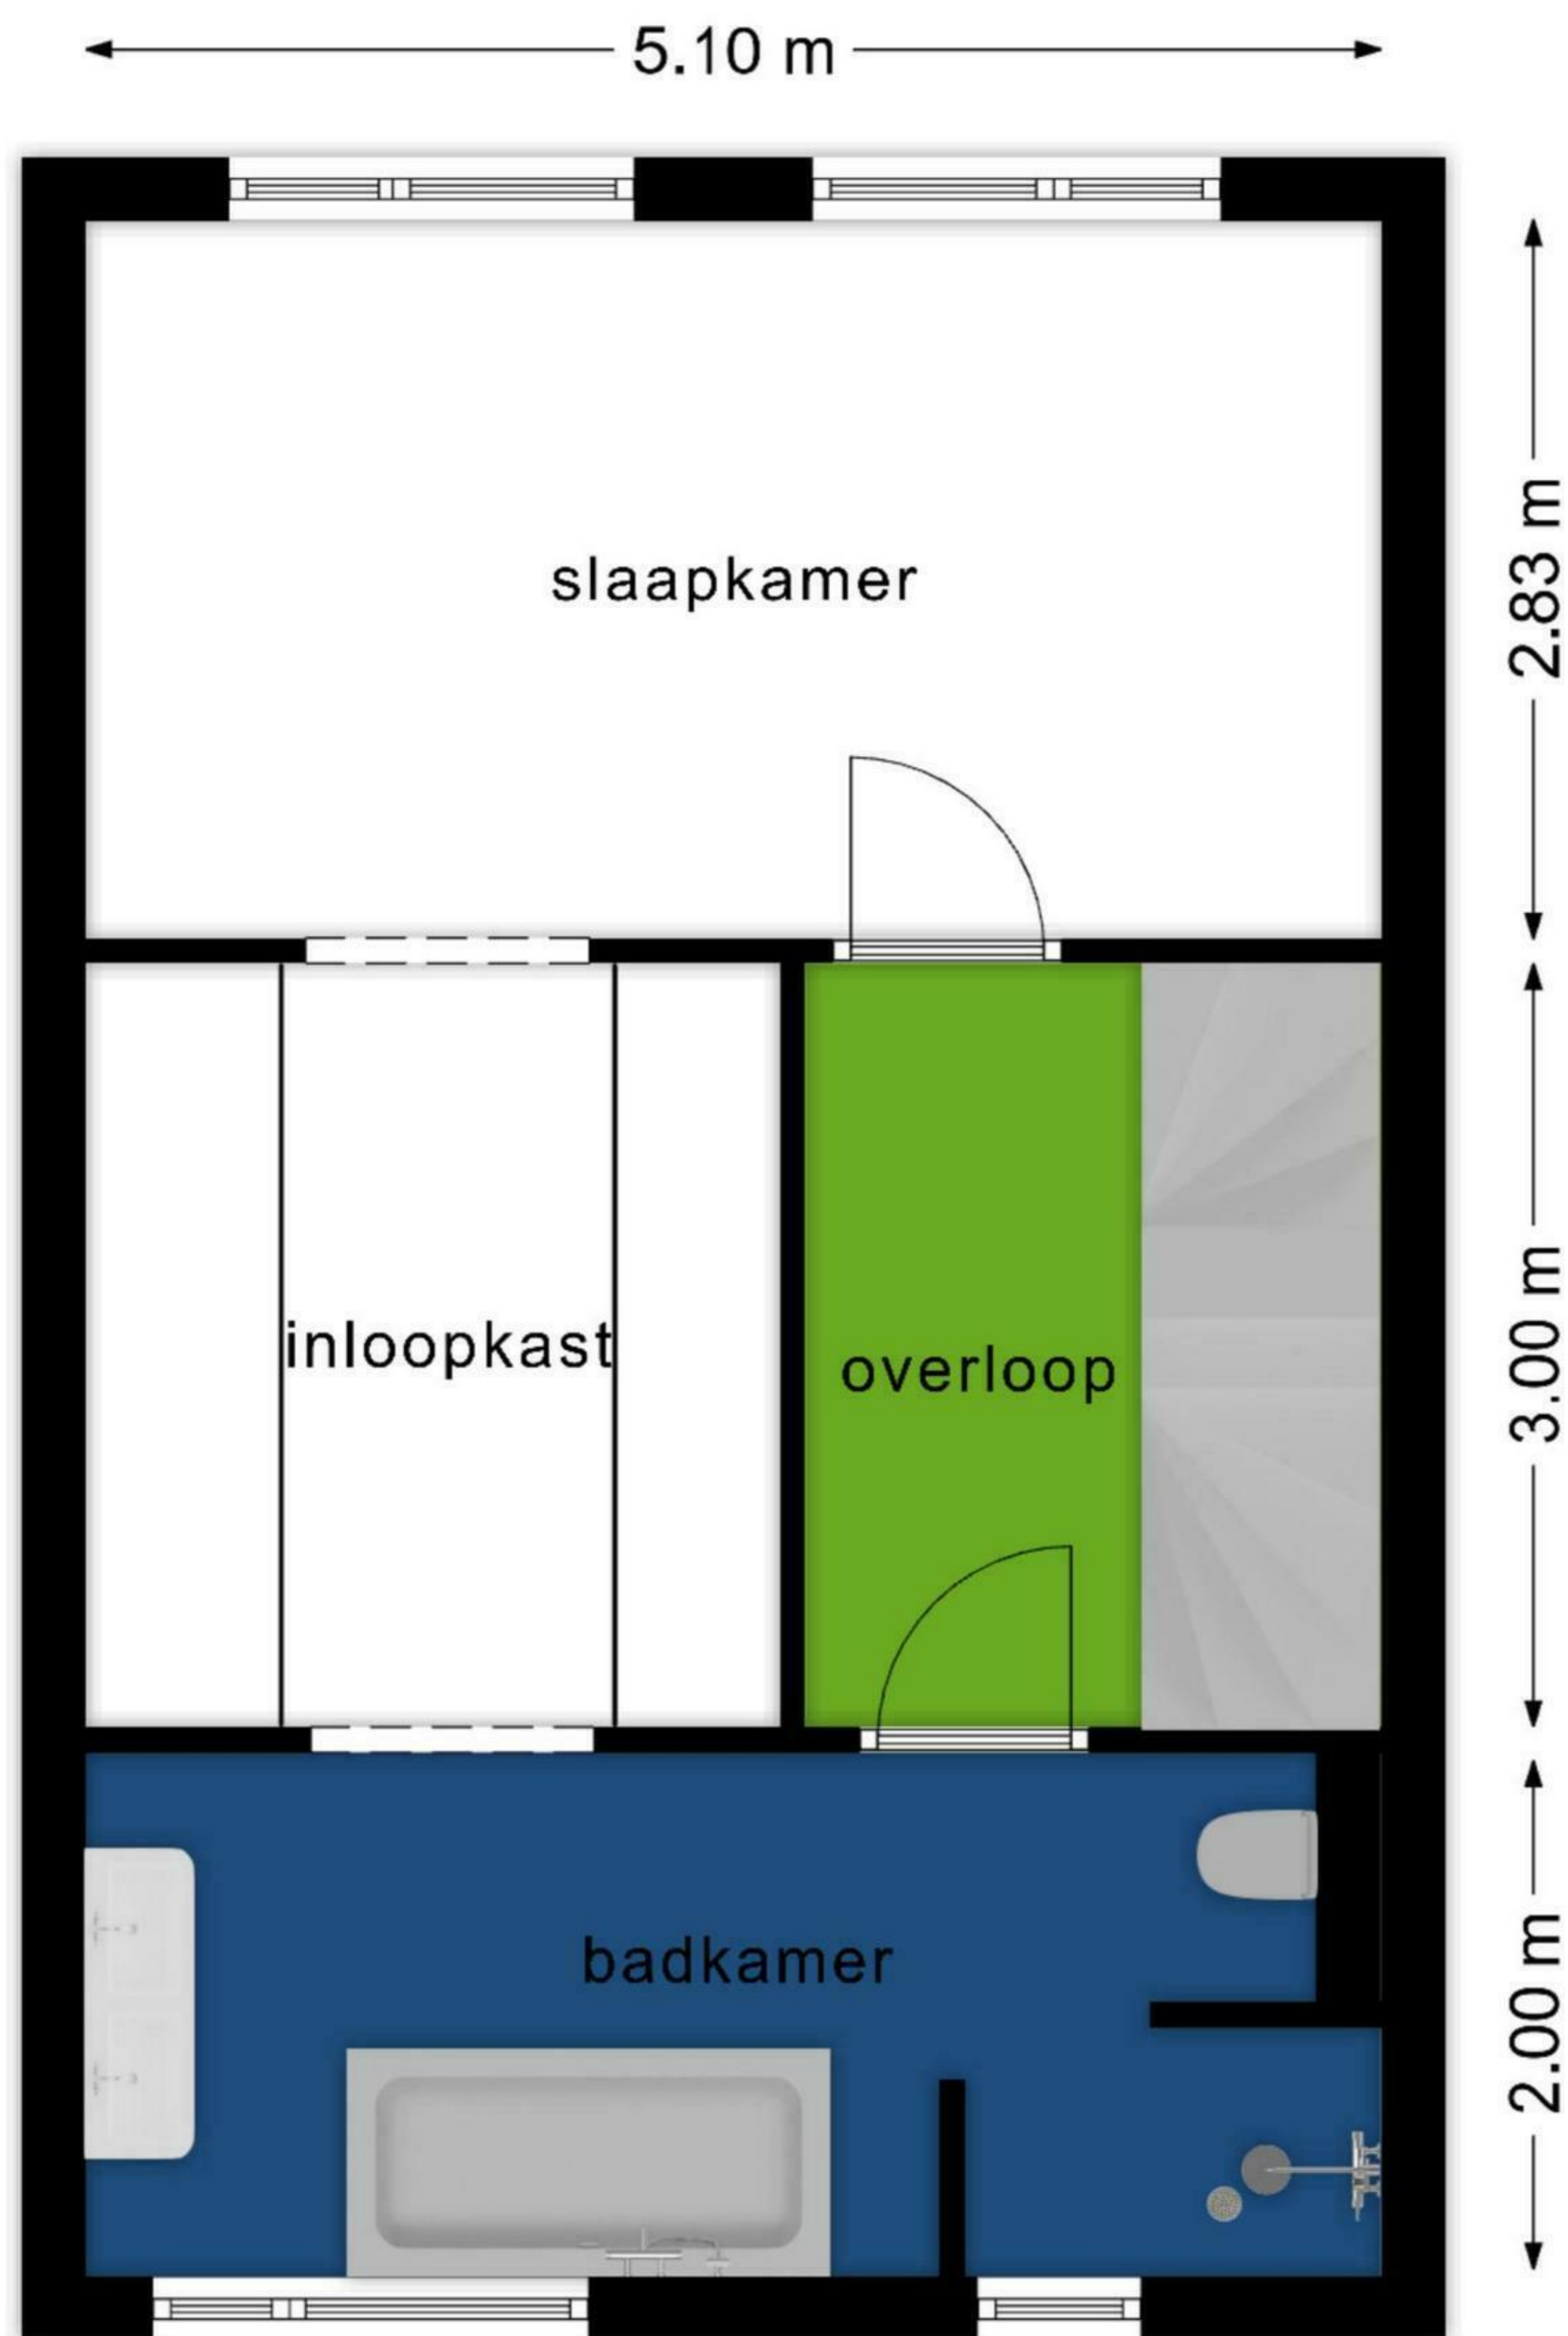 5.10 m
2.83 m
slaapkamer
3.00 m
inloopkast
overloop
2.00 m
badkamer